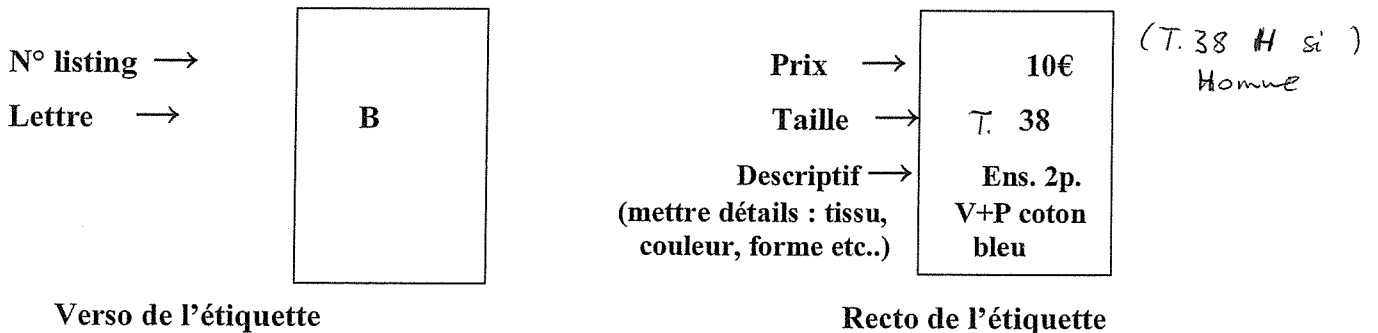 N° listing →
Lettre → B
Verso de l’étiquette
Prix → 10€ (T. 38 H si )
Homme
Taille → T. 38
Descriptif → Ens. 2p.
(mettre détails : tissu, V+P coton
couleur, forme etc..) bleu
Recto de l’étiquette